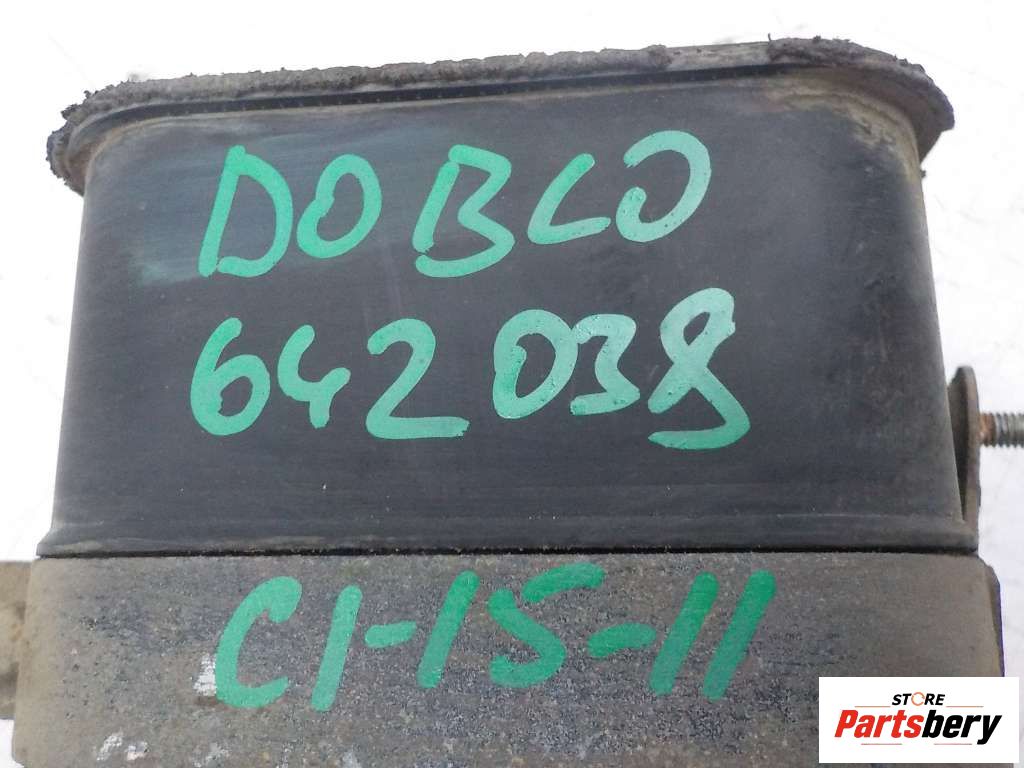 DOBLO
642038
C1-15-11
STORE
Partsbery